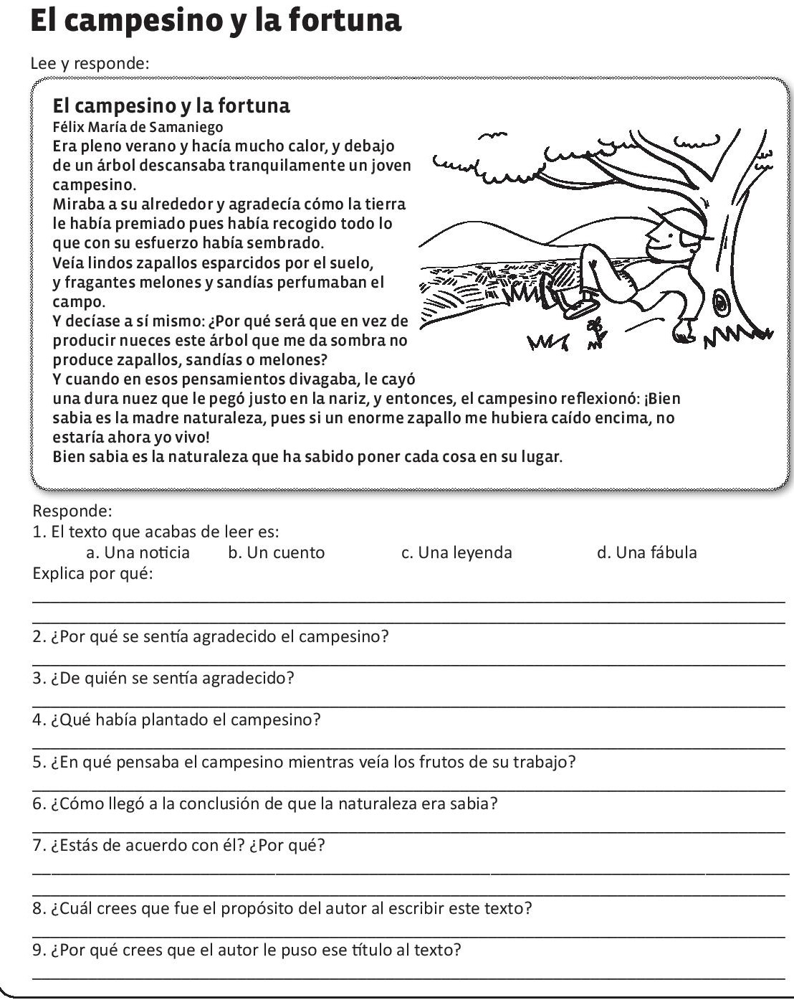 El campesino y la fortuna
Lee y responde:
El campesino y la fortuna
Félix María de Samaniego
Era pleno verano y hacía mucho calor, y debajo
de un árbol descansaba tranquilamente un joven
campesino.
Miraba a su alrededor y agradecía cómo la tierra
le había premiado pues había recogido todo lo
que con su esfuerzo había sembrado.
Veía lindos zapallos esparcidos por el suelo,
y fragantes melones y sandías perfumaban el
campo.
Y decíase a sí mismo: ¿Por qué será que en vez de
producir nueces este árbol que me da sombra no
produce zapallos, sandías o melones?
Y cuando en esos pensamientos divagaba, le cayó
una dura nuez que le pegó justo en la nariz, y entonces, el campesino reflexionó: ¡Bien
sabia es la madre naturaleza, pues si un enorme zapallo me hubiera caído encima, no
estaría ahora yo vivo!
Bien sabia es la naturaleza que ha sabido poner cada cosa en su lugar.
Responde:
1. El texto que acabas de leer es:
a. Una noticia b. Un cuento c. Una leyenda d. Una fábula
Explica por qué:
2. ¿Por qué se sentía agradecido el campesino?
3. ¿De quién se sentía agradecido?
4. ¿Qué había plantado el campesino?
5. ¿En qué pensaba el campesino mientras veía los frutos de su trabajo?
6. ¿Cómo llegó a la conclusión de que la naturaleza era sabia?
7. ¿Estás de acuerdo con él? ¿Por qué?
8. ¿Cuál crees que fue el propósito del autor al escribir este texto?
9. ¿Por qué crees que el autor le puso ese título al texto?